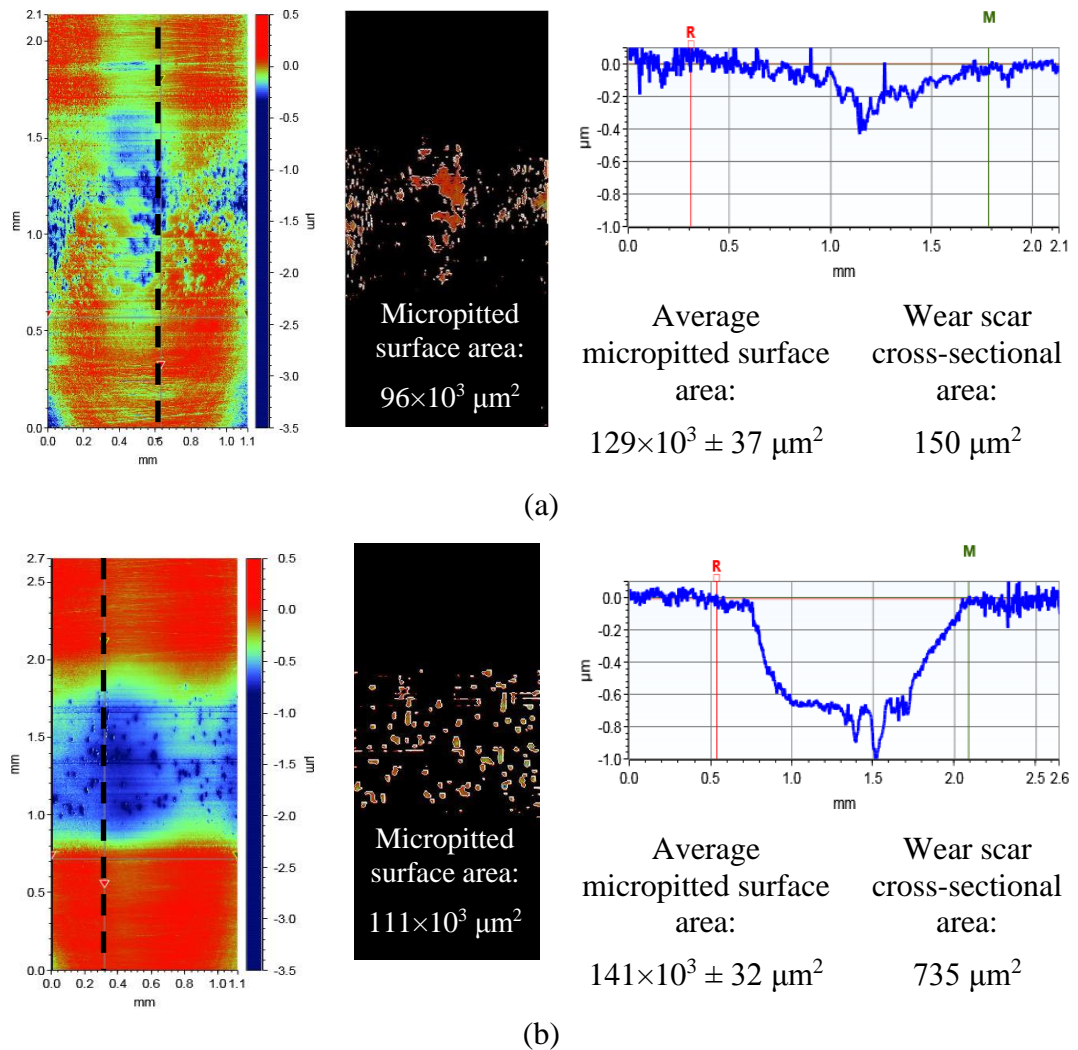 2.1
2.0
1.5
1.0
0.5
0.0
mm
0.0 0.2 0.4 0.6 0.8 1.1
mm
0.5
0.0
-0.5
-1.0
-1.5
-2.0
-2.5
-3.0
-3.5
μm
Micropitted
surface area:
96×10³ μm²
R
M
0.0
-0.2
-0.4
-0.6
-0.8
-1.0
μm
0.0 0.5 1.0 1.5 2.0 2.1
mm
Average
micropitted surface
area:
129×10³ ± 37 μm²
Wear scar
cross-sectional
area:
150 μm²
(a)
2.7
2.5
2.0
1.5
1.0
0.5
0.0
mm
0.0 0.2 0.4 0.6 0.8 1.1
mm
0.5
0.0
-0.5
-1.0
-1.5
-2.0
-2.5
-3.0
-3.5
μm
Micropitted
surface area:
111×10³ μm²
R
M
0.0
-0.2
-0.4
-0.6
-0.8
-1.0
μm
0.0 0.5 1.0 1.5 2.0 2.5 2.6
mm
Average
micropitted surface
area:
141×10³ ± 32 μm²
Wear scar
cross-sectional
area:
735 μm²
(b)